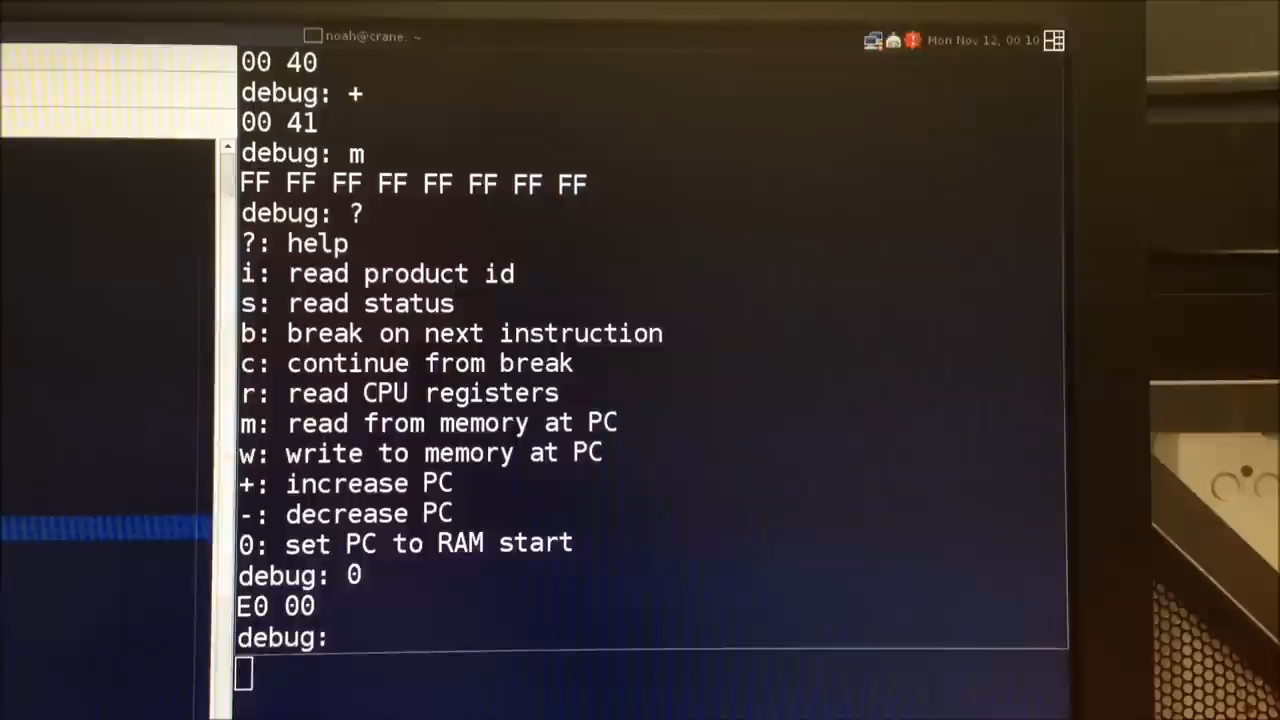 noah@crane: ~
Mon Nov 12, 00:10
00 40
debug: +
00 41
debug: m
FF FF FF FF FF FF FF FF
debug: ?
?: help
i: read product id
s: read status
b: break on next instruction
c: continue from break
r: read CPU registers
m: read from memory at PC
w: write to memory at PC
+: increase PC
-: decrease PC
0: set PC to RAM start
debug: 0
E0 00
debug: